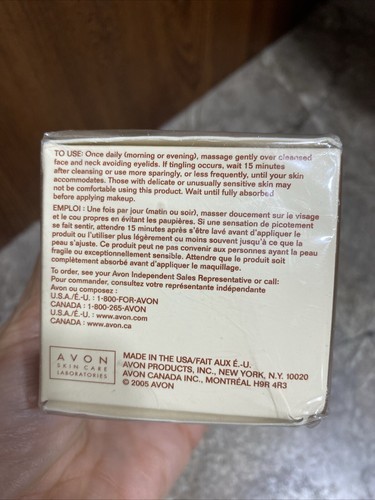 TO USE: Once daily (morning or evening), massage gently over cleansed
face and neck avoiding eyelids. If tingling occurs, wait 15 minutes
after cleansing or use more sparingly, or less frequently, until your skin
accommodates. Those with delicate or unusually sensitive skin may
not be comfortable using this product. Wait until fully absorbed
before applying makeup.
EMPLOI : Une fois par jour (matin ou soir), masser doucement sur le visage
et le cou propres en évitant les paupières. Si une sensation de picotement
se fait sentir, attendre 15 minutes après s'être lavé avant d'appliquer le
produit ou l'utiliser plus légèrement ou moins souvent jusqu'à ce que la
peau s'ajuste. Ce produit peut ne pas convenir aux personnes ayant la peau
fragile ou exceptionnellement sensible. Attendre que le produit soit
complètement absorbé avant d'appliquer le maquillage.
To order, see your Avon Independent Sales Representative or call:
Pour commander, consultez votre représentante indépendante
Avon ou composez :
U.S.A./É.-U. : 1-800-FOR-AVON
CANADA : 1-800-265-AVON
U.S.A./É.-U. : www.avon.com
CANADA : www.avon.ca
AVON
SKIN CARE
LABORATORIES
MADE IN THE USA/FAIT AUX É.-U.
AVON PRODUCTS, INC., NEW YORK, N.Y. 10020
AVON CANADA INC., MONTRÉAL H9R 4R3
© 2005 AVON